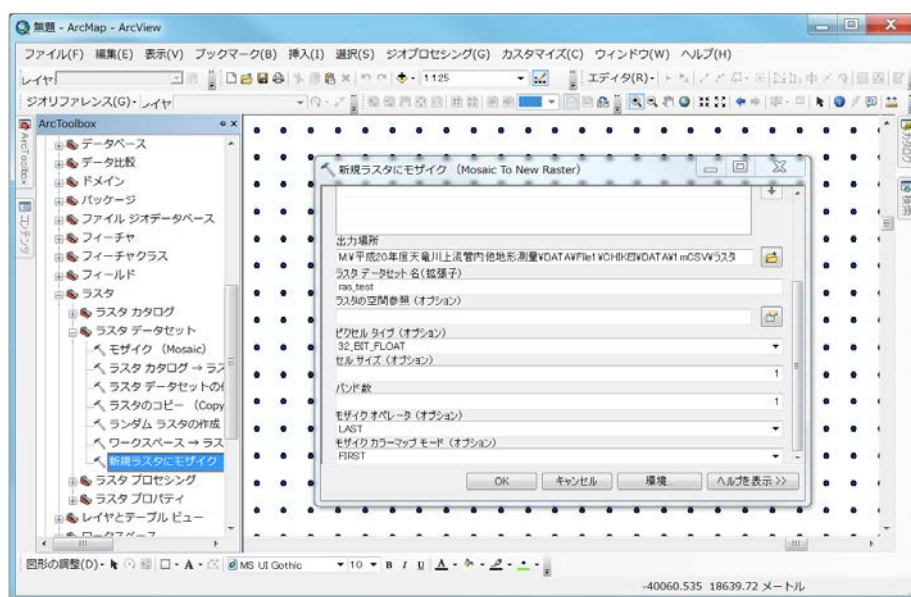 無題 - ArcMap - ArcView
ファイル(F) 編集(E) 表示(V) ブックマーク(B) 挿入(I) 選択(S) ジオプロセシング(G) カスタマイズ(C) ウィンドウ(W) ヘルプ(H)
レイヤ:
1:125
エディタ(R)
ジオリファレンス(G) レイヤ
ArcToolbox
ArcToolbox
コンテンツ
データベース
データ比較
ドメイン
パッケージ
ファイル ジオデータベース
フィーチャ
フィーチャクラス
フィールド
ラスタ
ラスタ カタログ
ラスタ データセット
モザイク (Mosaic)
ラスタ カタログ → ラス
ラスタ データセットの
ラスタのコピー (Copy
ランダム ラスタの作成
ワークスペース → ラス
新規ラスタにモザイク
ラスタ プロセシング
ラスタ プロパティ
レイヤとテーブル ビュー
ワークスペース
新規ラスタにモザイク (Mosaic To New Raster)
出力場所
M:¥平成20年度天竜川上流管内他地形測量¥DATA¥File1¥CHIKEI¥DATA¥1mCSV¥ラスタ
ラスタ データセット名(拡張子)
ras_test
ラスタの空間参照 (オプション)
ピクセル タイプ (オプション)
32_BIT_FLOAT
セル サイズ (オプション)
1
バンド数
1
モザイク オペレータ (オプション)
LAST
モザイク カラーマップ モード (オプション)
FIRST
OK
キャンセル
環境...
ヘルプを表示 >>
カタログ
検索
図形の調整(D)
A
MS UI Gothic
10
B I U A
-40060.535 18639.72 メートル